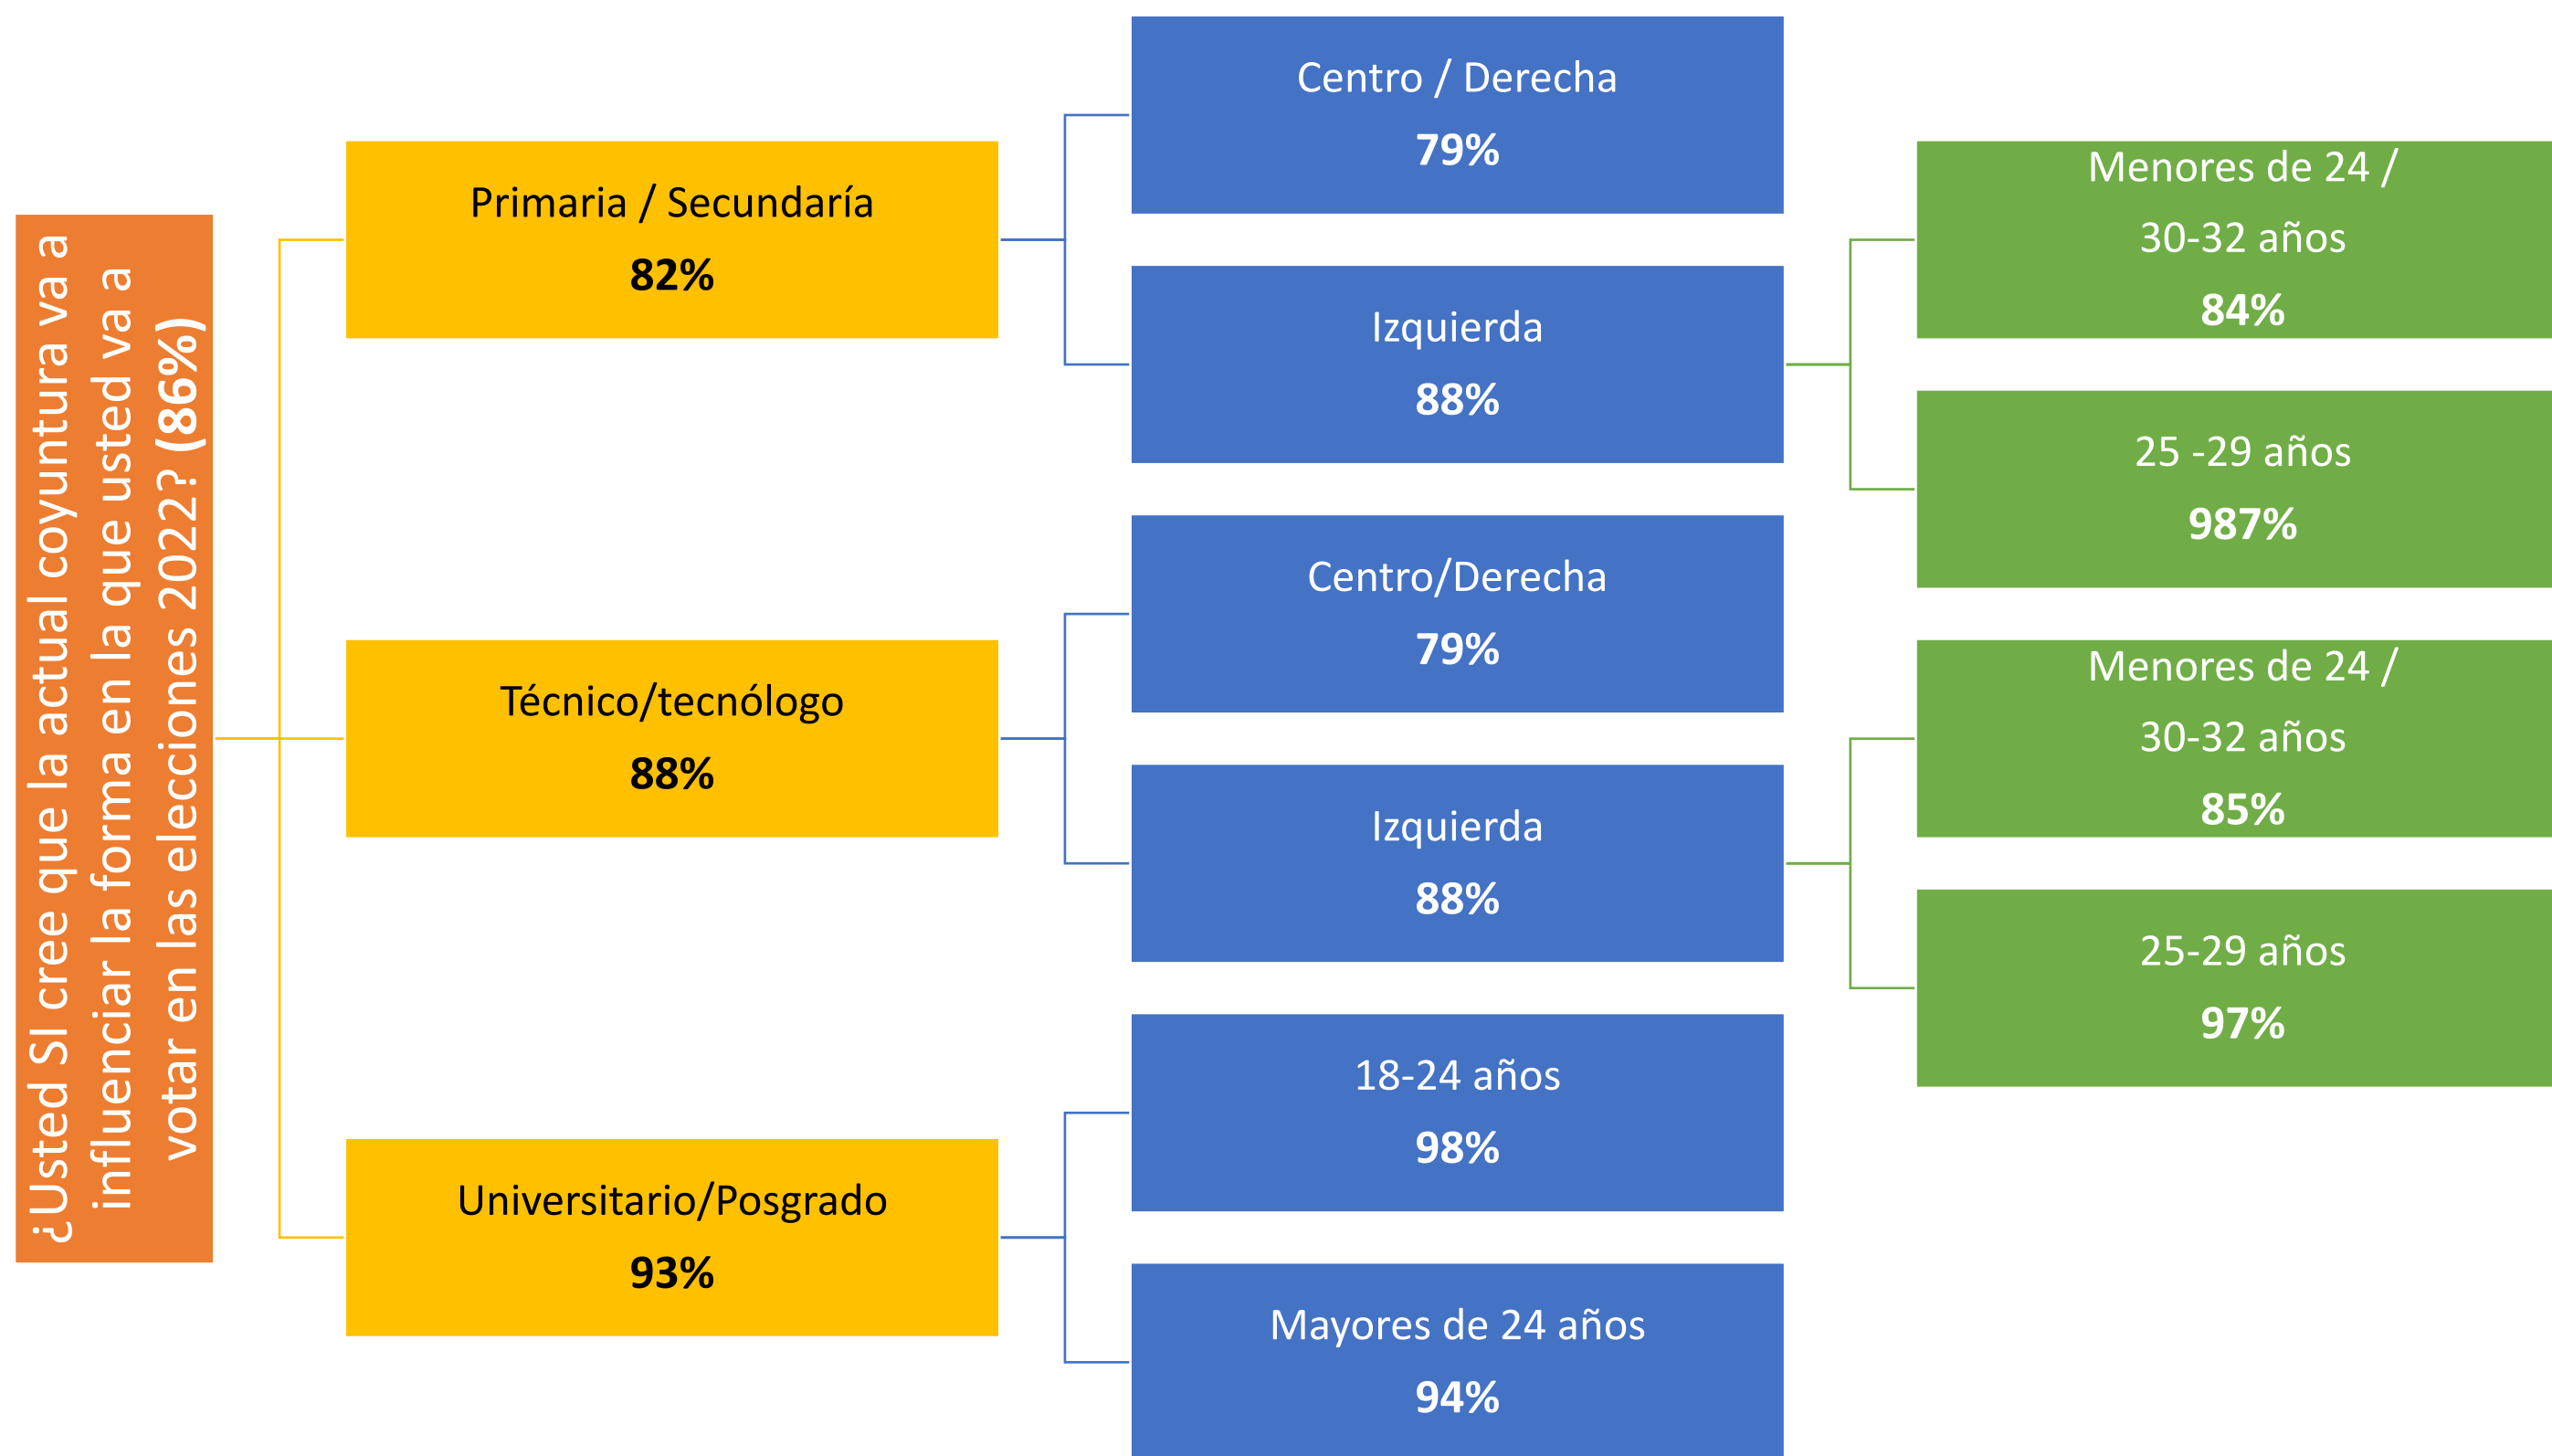 ¿Usted SI cree que la actual coyuntura va a
influenciar la forma en la que usted va a
votar en las elecciones 2022? (86%)
Primaria / Secundaría
82%
Centro / Derecha
79%
Izquierda
88%
Menores de 24 /
30-32 años
84%
25 -29 años
987%
Técnico/tecnólogo
88%
Centro/Derecha
79%
Izquierda
88%
Menores de 24 /
30-32 años
85%
25-29 años
97%
Universitario/Posgrado
93%
18-24 años
98%
Mayores de 24 años
94%